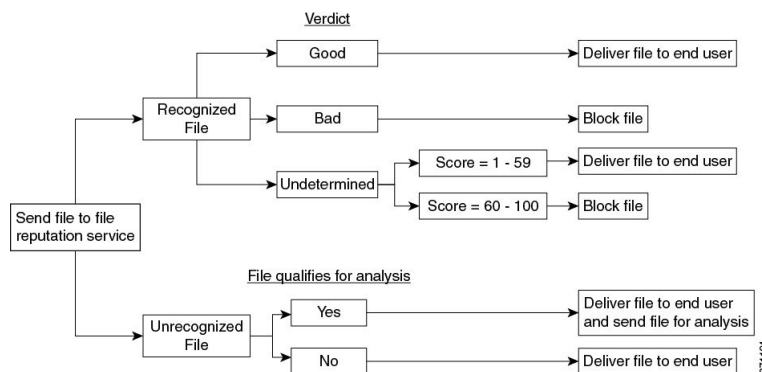 Verdict
Good
Deliver file to end user
Recognized
File
Bad
Block file
Undetermined
Score = 1 - 59
Deliver file to end user
Score = 60 - 100
Block file
Send file to file
reputation service
File qualifies for analysis
Yes
Deliver file to end user
and send file for analysis
Unrecognized
File
No
Deliver file to end user